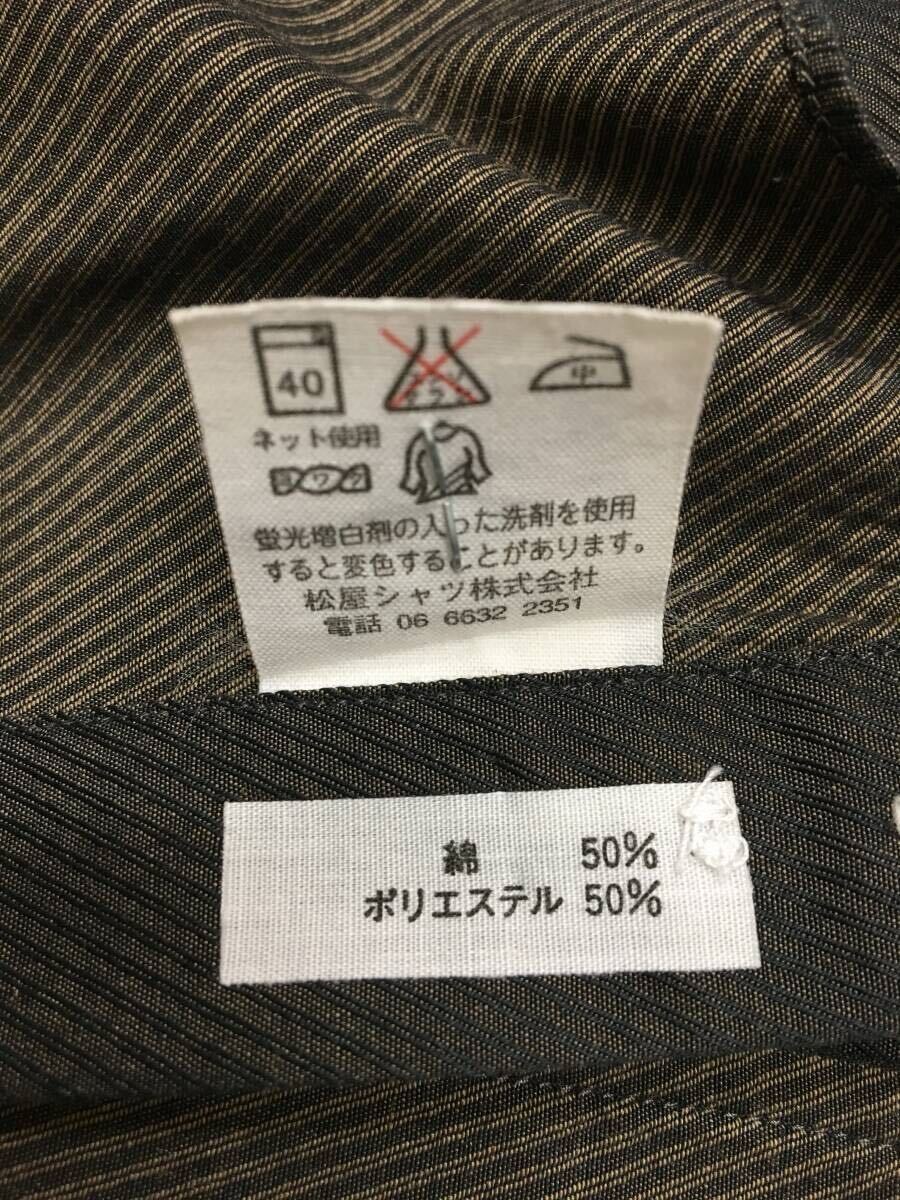 40
中
ネット使用
蛍光増白剤の入った洗剤を使用
すると変色することがあります。
松屋シャツ株式会社
電話 06 6632 2351
綿 50%
ポリエステル 50%